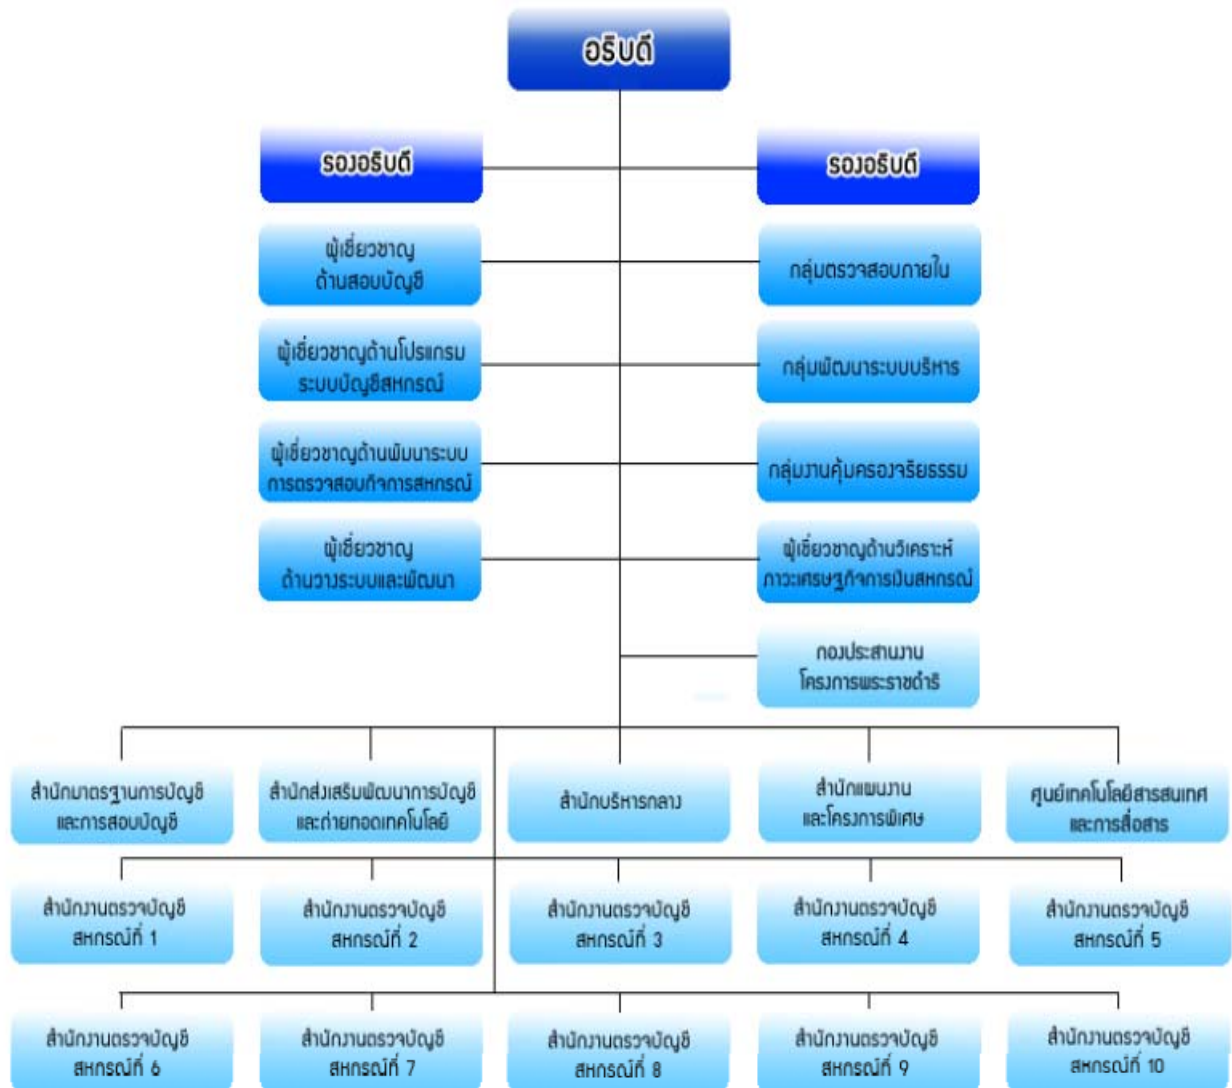 อธิบดี
รองอธิบดี
รองอธิบดี
ผู้เชี่ยวชาญ
ด้านสอบบัญชี
กลุ่มตรวจสอบภายใน
ผู้เชี่ยวชาญด้านโปรแกรม
ระบบบัญชีสหกรณ์
กลุ่มพัฒนาระบบบริหาร
ผู้เชี่ยวชาญด้านพัฒนาระบบ
การตรวจสอบกิจการสหกรณ์
กลุ่มงานคุ้มครองจริยธรรม
ผู้เชี่ยวชาญ
ด้านวางระบบและพัฒนา
ผู้เชี่ยวชาญด้านวิเคราะห์
ภาวะเศรษฐกิจการเงินสหกรณ์
กองประสานงาน
โครงการพระราชดำริ
สำนักมาตรฐานการบัญชี
และการสอบบัญชี
สำนักส่งเสริมพัฒนาการบัญชี
และถ่ายทอดเทคโนโลยี
สำนักบริหารกลาง
สำนักแผนงาน
และโครงการพิเศษ
ศูนย์เทคโนโลยีสารสนเทศ
และการสื่อสาร
สำนักงานตรวจบัญชี
สหกรณ์ที่ 1
สำนักงานตรวจบัญชี
สหกรณ์ที่ 2
สำนักงานตรวจบัญชี
สหกรณ์ที่ 3
สำนักงานตรวจบัญชี
สหกรณ์ที่ 4
สำนักงานตรวจบัญชี
สหกรณ์ที่ 5
สำนักงานตรวจบัญชี
สหกรณ์ที่ 6
สำนักงานตรวจบัญชี
สหกรณ์ที่ 7
สำนักงานตรวจบัญชี
สหกรณ์ที่ 8
สำนักงานตรวจบัญชี
สหกรณ์ที่ 9
สำนักงานตรวจบัญชี
สหกรณ์ที่ 10